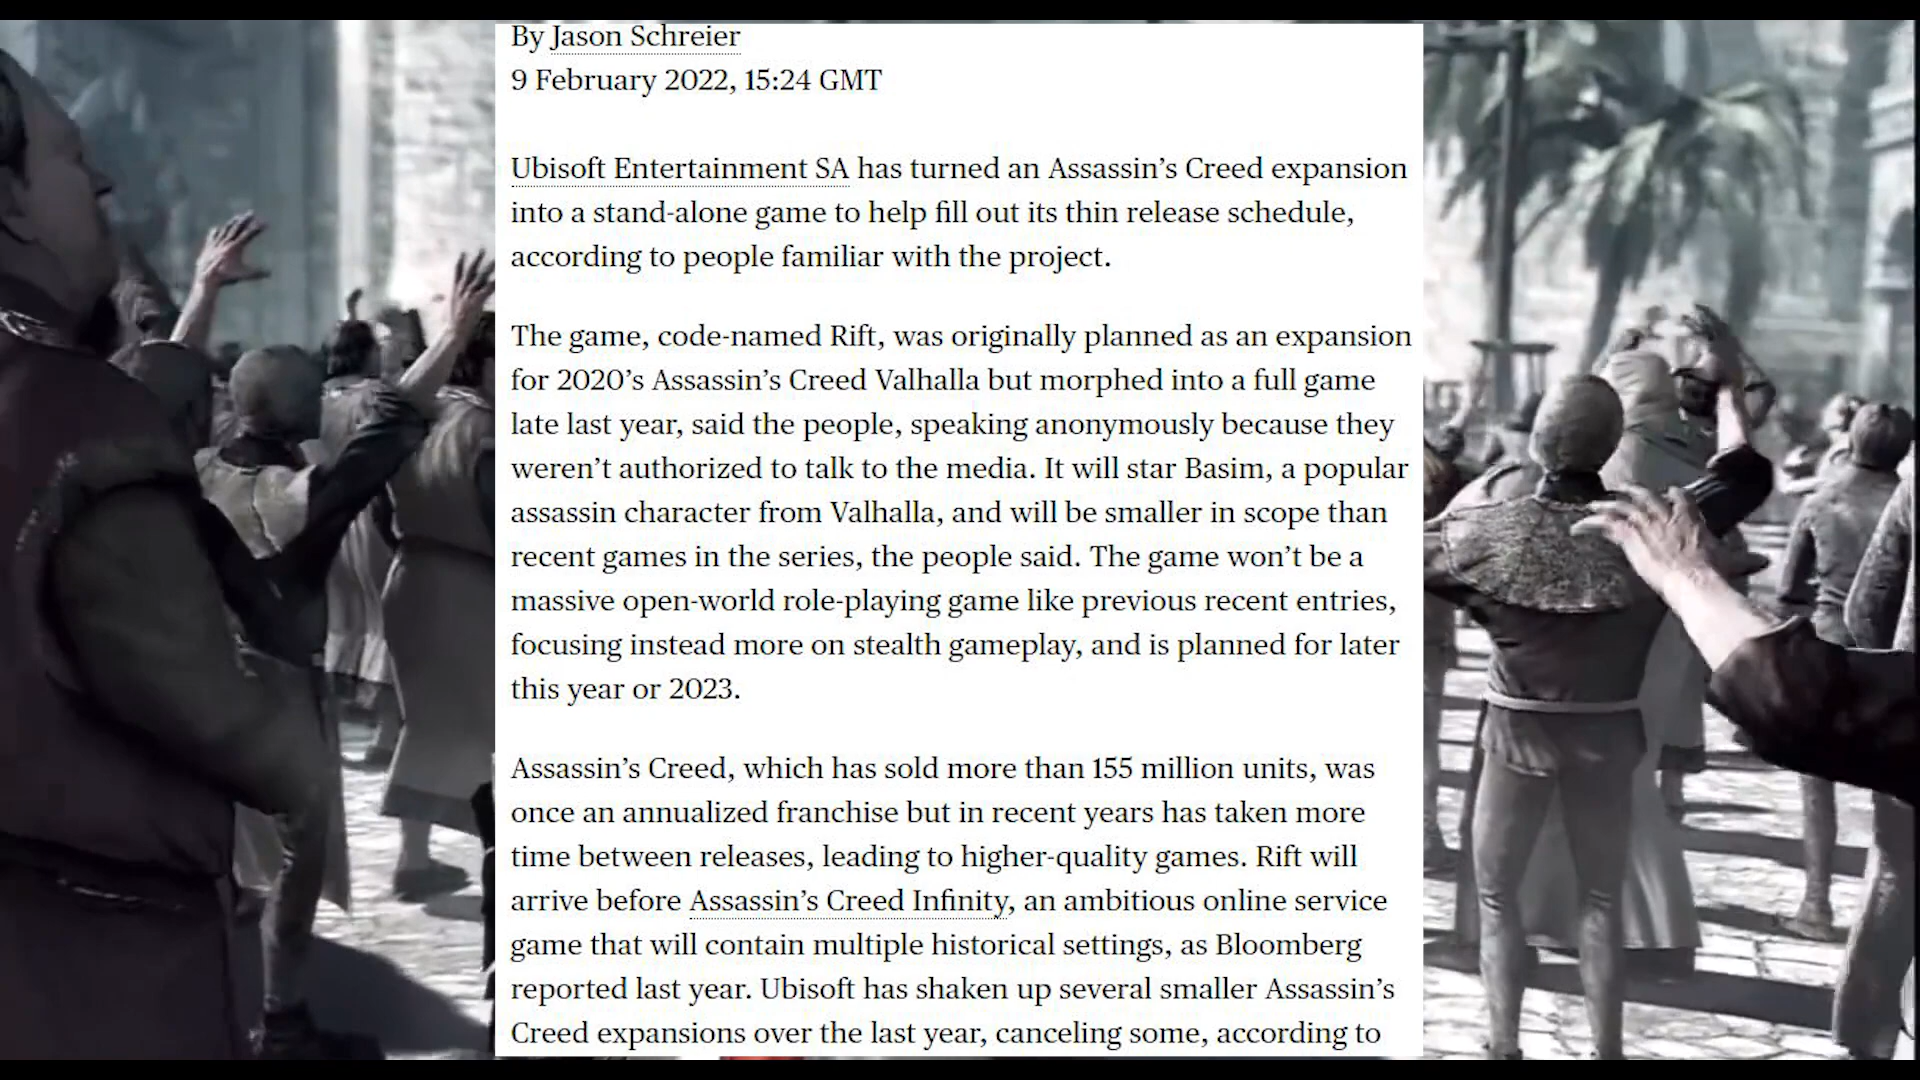 By Jason Schreier
9 February 2022, 15:24 GMT
Ubisoft Entertainment SA has turned an Assassin’s Creed expansion
into a stand-alone game to help fill out its thin release schedule,
according to people familiar with the project.
The game, code-named Rift, was originally planned as an expansion
for 2020’s Assassin’s Creed Valhalla but morphed into a full game
late last year, said the people, speaking anonymously because they
weren’t authorized to talk to the media. It will star Basim, a popular
assassin character from Valhalla, and will be smaller in scope than
recent games in the series, the people said. The game won’t be a
massive open-world role-playing game like previous recent entries,
focusing instead more on stealth gameplay, and is planned for later
this year or 2023.
Assassin’s Creed, which has sold more than 155 million units, was
once an annualized franchise but in recent years has taken more
time between releases, leading to higher-quality games. Rift will
arrive before Assassin’s Creed Infinity, an ambitious online service
game that will contain multiple historical settings, as Bloomberg
reported last year. Ubisoft has shaken up several smaller Assassin’s
Creed expansions over the last year, canceling some, according to